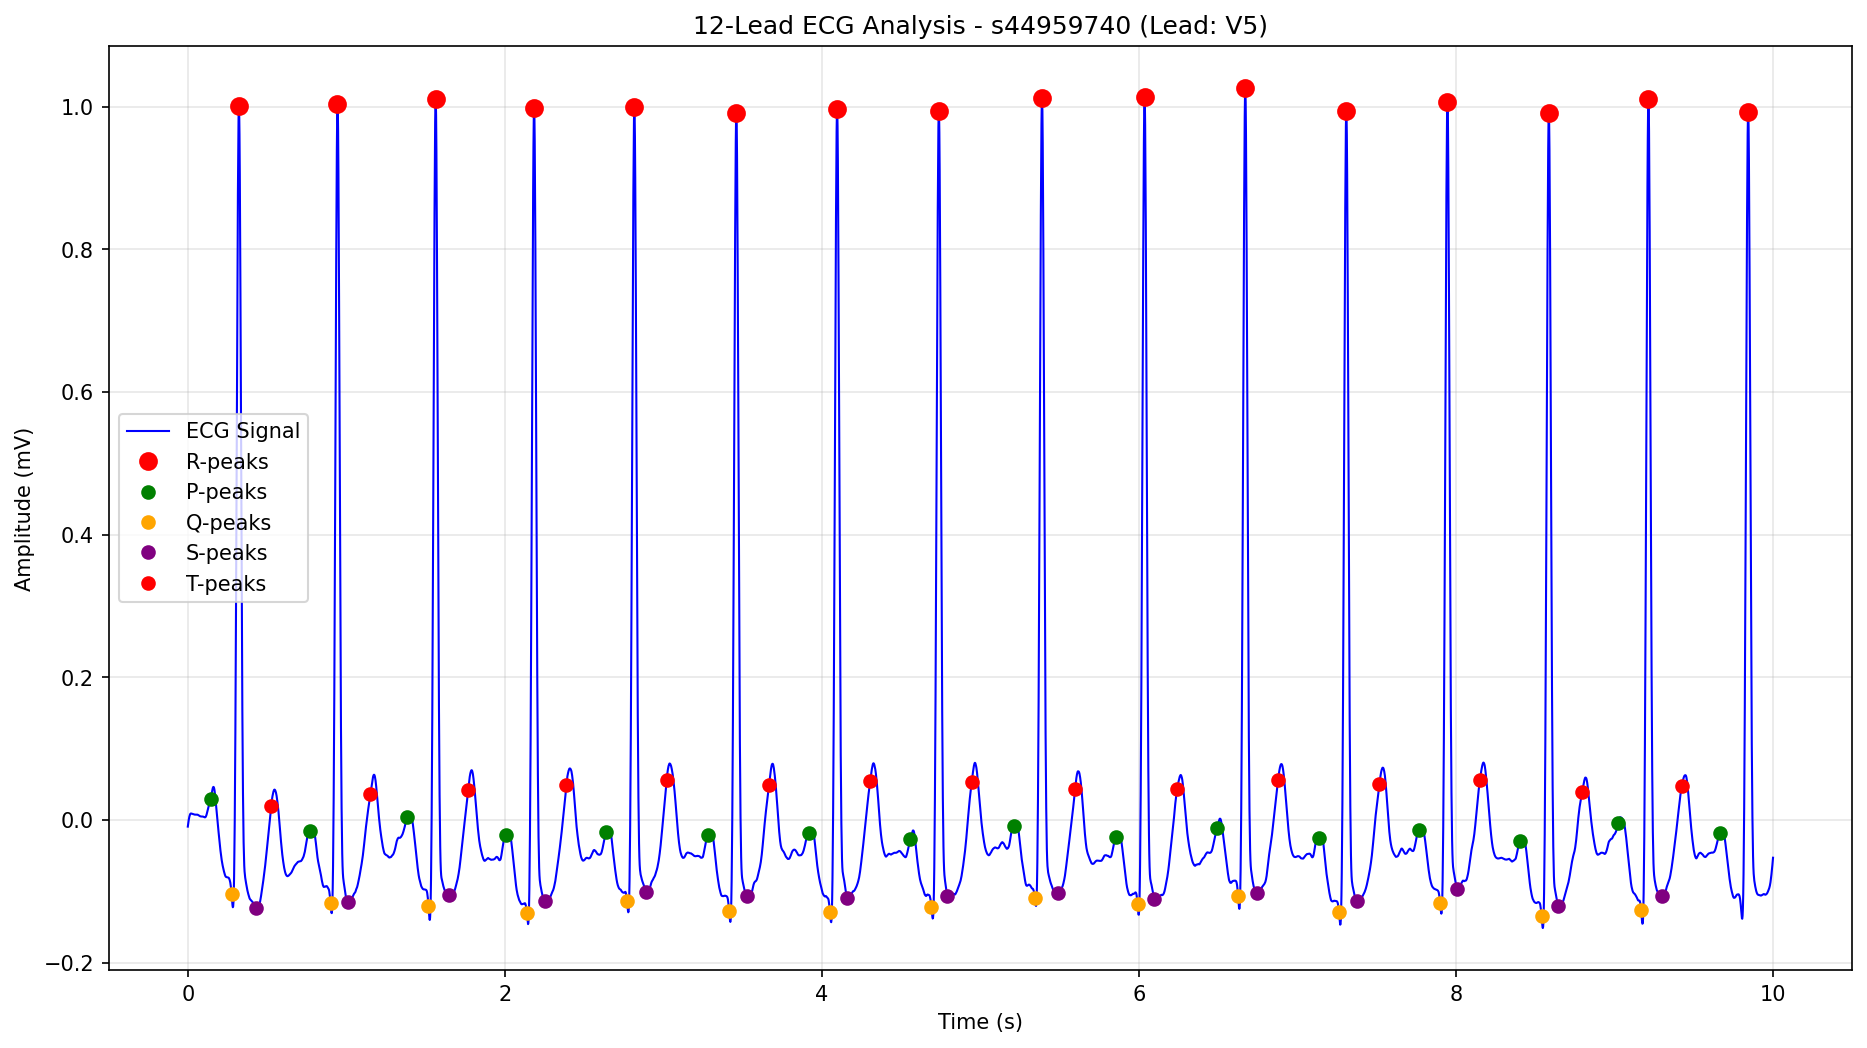 12-Lead ECG Analysis - s44959740 (Lead: V5)
Amplitude (mV)
1.0
0.8
0.6
0.4
0.2
0.0
−0.2
ECG Signal
R-peaks
P-peaks
Q-peaks
S-peaks
T-peaks
0 2 4 6 8 10
Time (s)